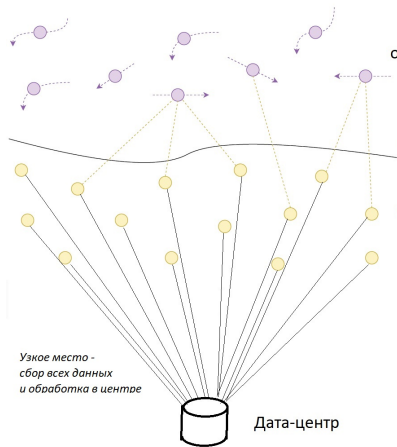 Узкое место -
сбор всех данных
и обработка в центре
Дата-центр